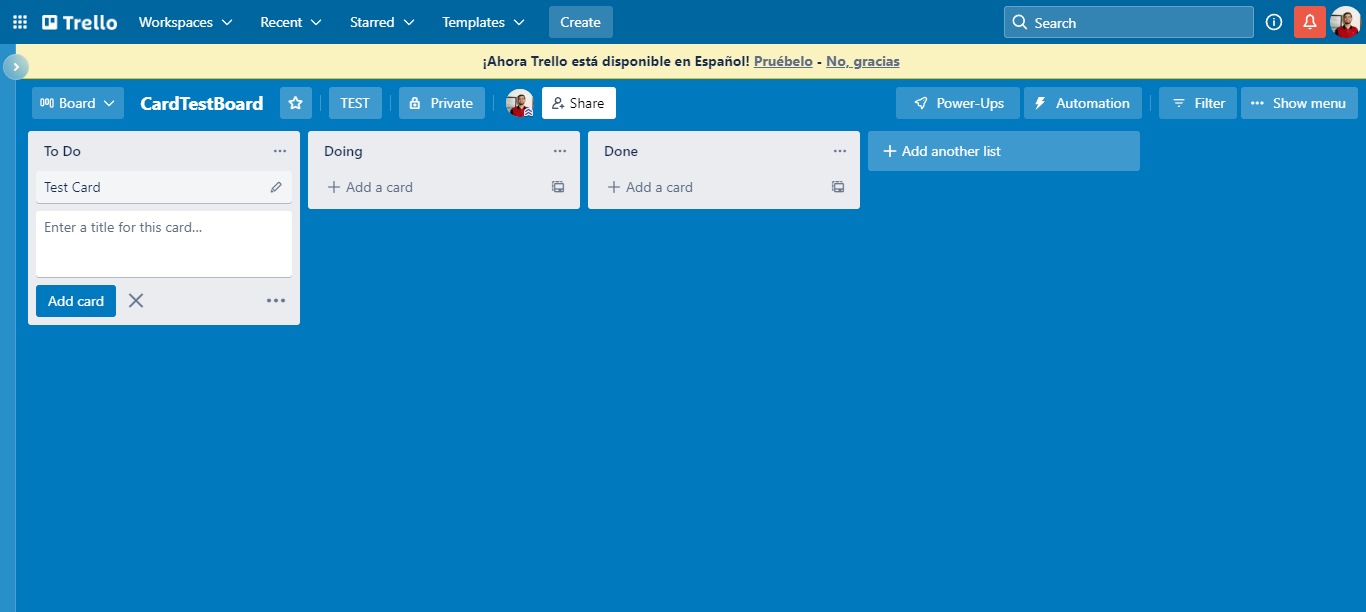 Trello Workspaces Recent Starred Templates Create Search
¡Ahora Trello está disponible en Español! Pruébelo - No, gracias
Board CardTestBoard TEST Private Share Power-Ups Automation Filter Show menu
To Do
Test Card
Enter a title for this card...
Add card
Doing
Add a card
Done
Add a card
Add another list